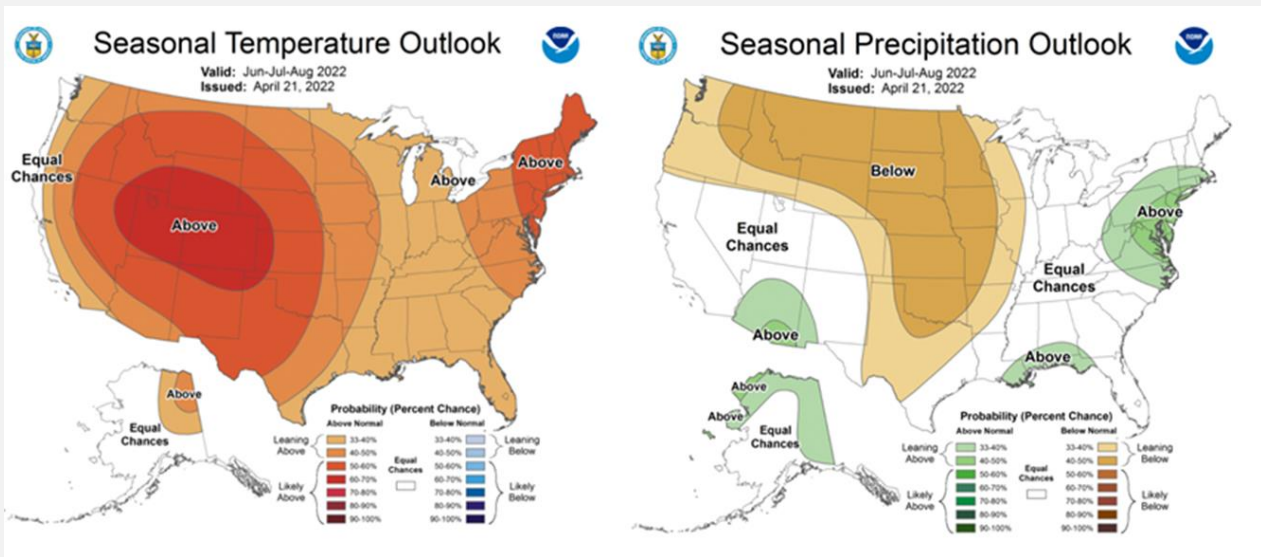 Seasonal Temperature Outlook
Valid: Jun-Jul-Aug 2022
Issued: April 21, 2022
Equal
Chances
Above
Above
Above
Above
Equal
Chances
Probability (Percent Chance)
Above Normal
Below Normal
Leaning
Above
33-40%
40-50%
Likely
Above
50-60%
60-70%
70-80%
80-90%
90-100%
Equal
Chances
33-40%
40-50%
Leaning
Below
50-60%
60-70%
70-80%
80-90%
90-100%
Likely
Below
Seasonal Precipitation Outlook
Valid: Jun-Jul-Aug 2022
Issued: April 21, 2022
Below
Above
Equal
Chances
Equal
Chances
Above
Above
Above
Above
Equal
Chances
Probability (Percent Chance)
Above Normal
Below Normal
Leaning
Above
33-40%
40-50%
Likely
Above
50-60%
60-70%
70-80%
80-90%
90-100%
Equal
Chances
33-40%
40-50%
Leaning
Below
50-60%
60-70%
70-80%
80-90%
90-100%
Likely
Below